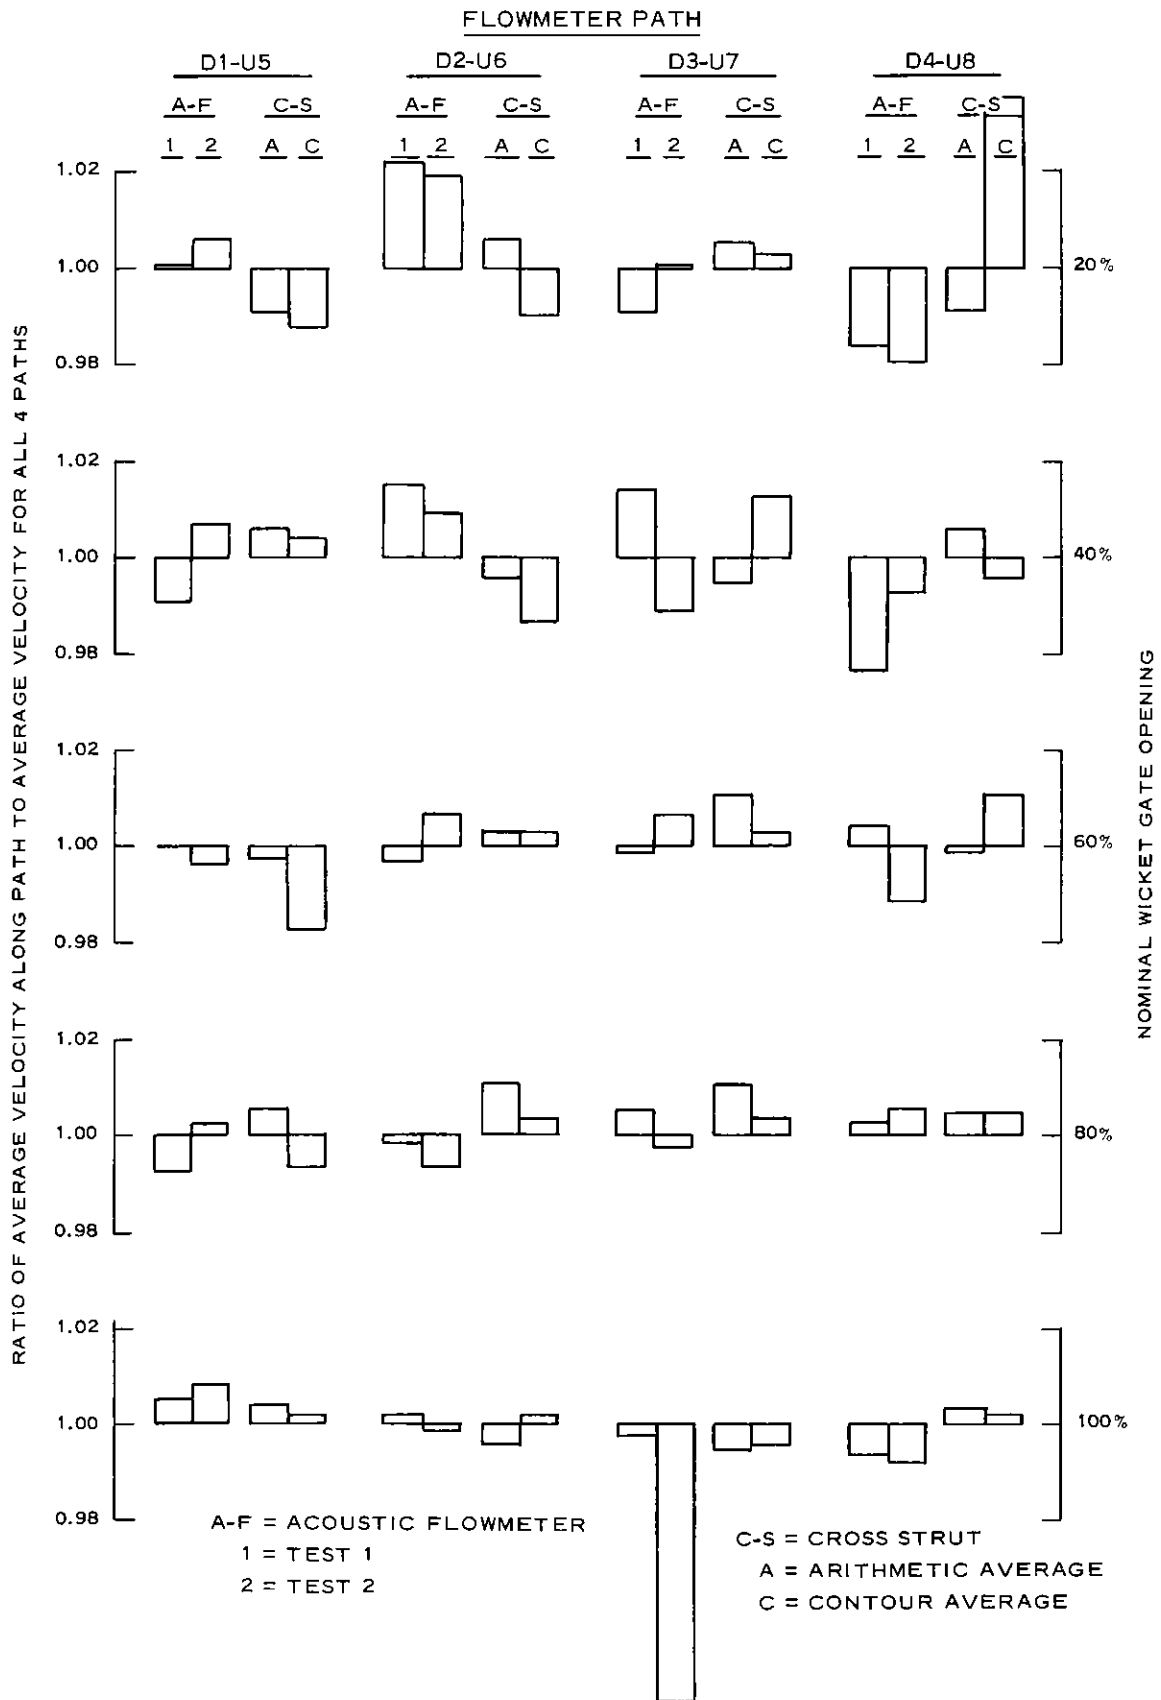 FLOWMETER PATH
D1-U5 D2-U6 D3-U7 D4-U8
A-F C-S A-F C-S A-F C-S A-F C-S
1 2 A C 1 2 A C 1 2 A C 1 2 A C
1.02
1.00 20%
0.98
1.02
1.00 40%
0.98
1.02
1.00 60%
0.98
1.02
1.00 80%
0.98
1.02
1.00 100%
0.98
RATIO OF AVERAGE VELOCITY ALONG PATH TO AVERAGE VELOCITY FOR ALL 4 PATHS
NOMINAL WICKET GATE OPENING
A-F = ACOUSTIC FLOWMETER
1 = TEST 1
2 = TEST 2
C-S = CROSS STRUT
A = ARITHMETIC AVERAGE
C = CONTOUR AVERAGE